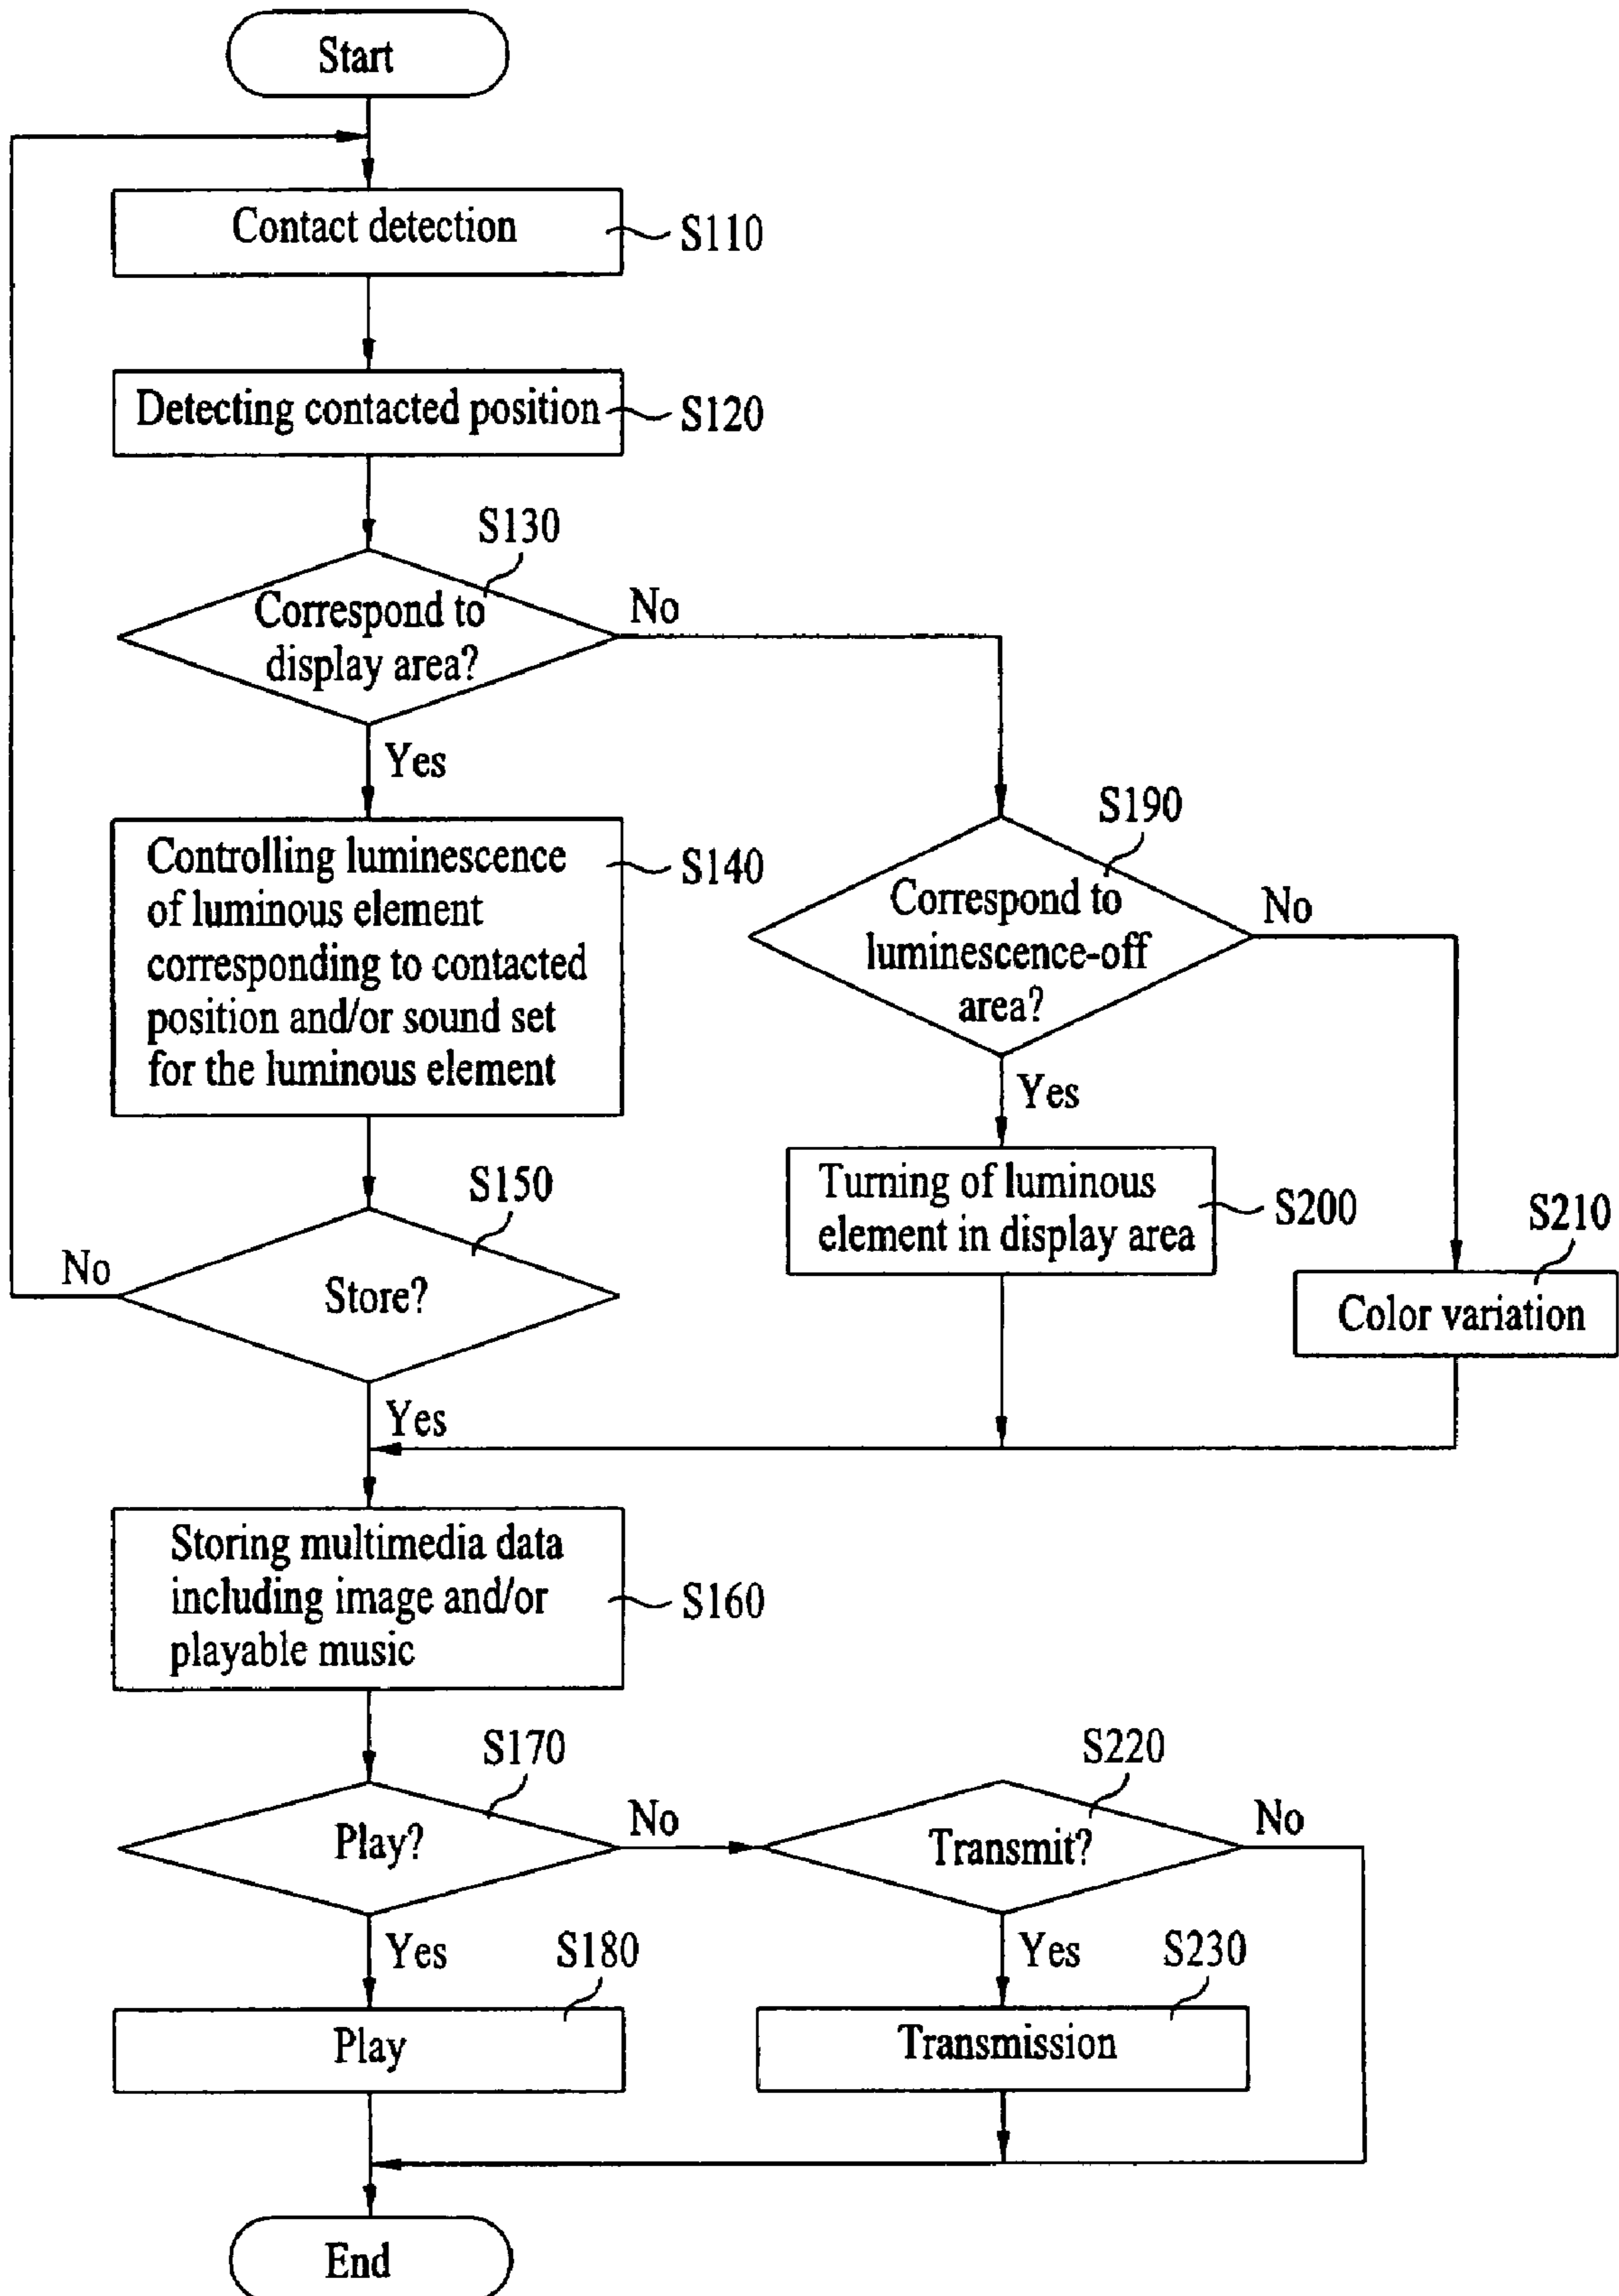 Start
Contact detection
S110
Detecting contacted position
S120
S130
Correspond to
display area?
No
Yes
S190
Correspond to
luminescence-off
area?
No
Yes
Controlling luminescence
of luminous element
corresponding to contacted
position and/or sound set
for the luminous element
S140
Turning of luminous
element in display area
S200
S210
Color variation
S150
Store?
No
Yes
Storing multimedia data
including image and/or
playable music
S160
S170
Play?
No
Yes
S220
Transmit?
No
Yes
S180
Play
S230
Transmission
End